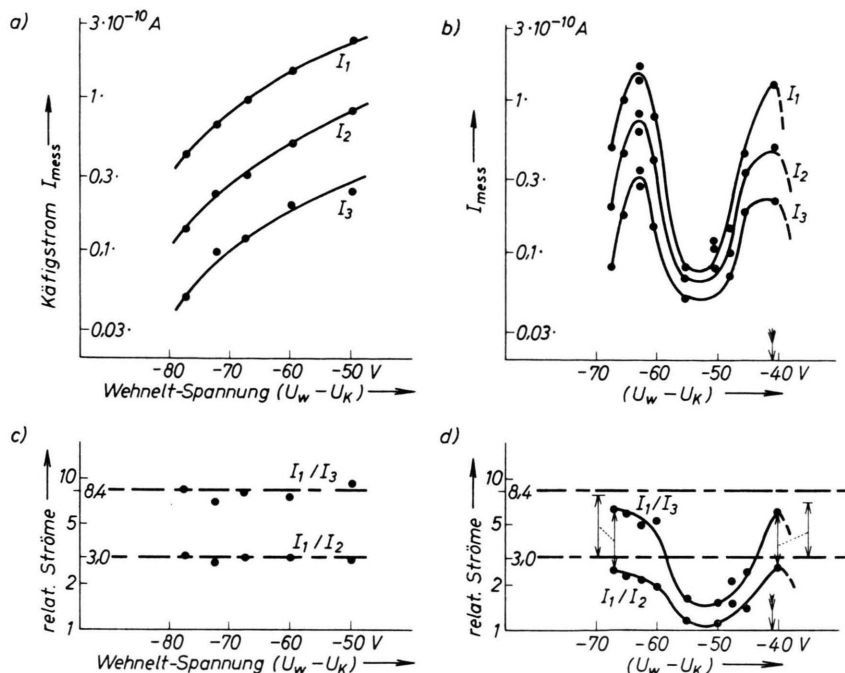 a)
3·10⁻¹⁰A
1·
0,3·
0,1·
0,03·
Käfigstrom I_mess
I₁
I₂
I₃
-80 -70 -60 -50 V
Wehnelt-Spannung (U_W – U_K)
b)
3·10⁻¹⁰A
1·
0,3·
0,1·
0,03·
I_mess
I₁
I₂
I₃
-70 -60 -50 -40 V
(U_W – U_K)
c)
10
8,4
5
3,0
2
1
relat. Ströme
I₁/I₃
I₁/I₂
-80 -70 -60 -50 V
Wehnelt-Spannung (U_W – U_K)
d)
10
8,4
5
3,0
2
1
relat. Ströme
I₁/I₃
I₁/I₂
-70 -60 -50 -40 V
(U_W – U_K)